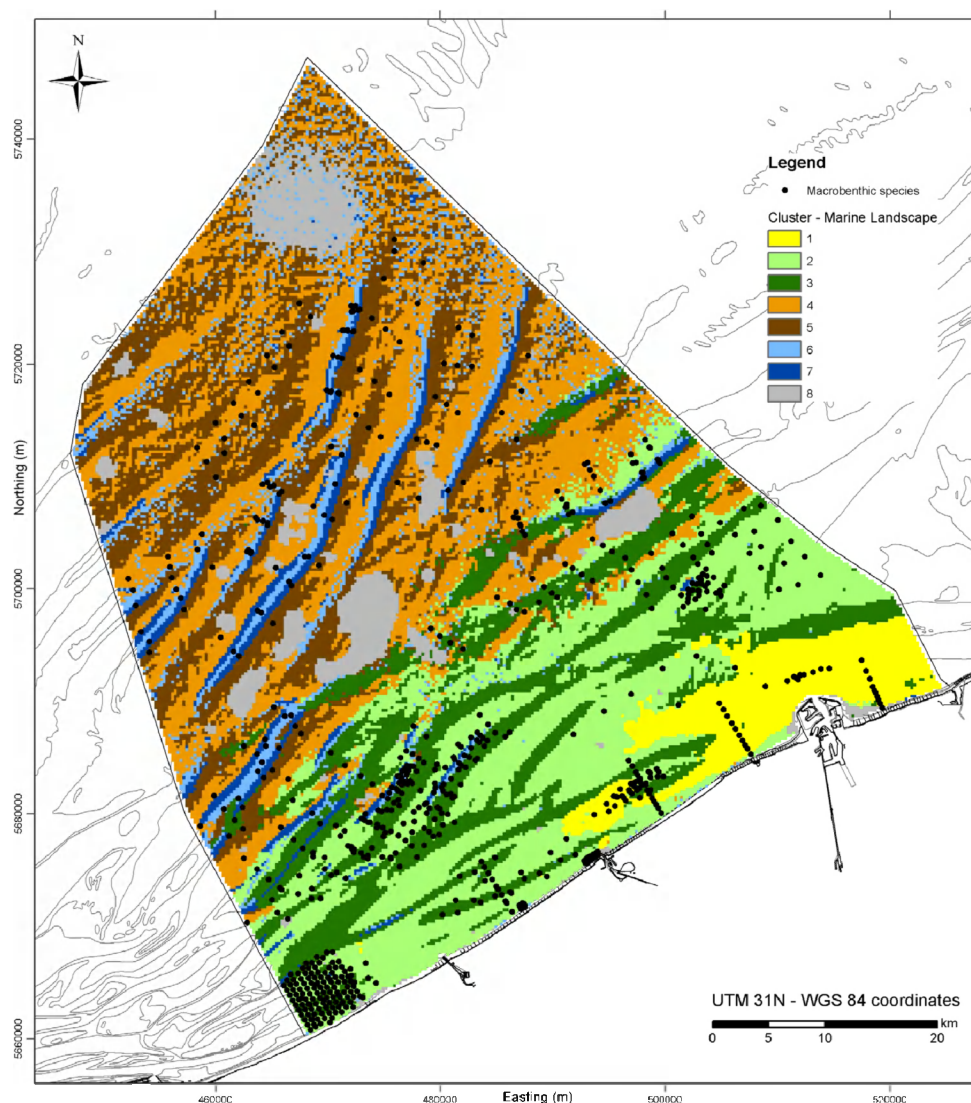 N
Legend
Macrobenthic species
Cluster - Marine Landscape
1
2
3
4
5
6
7
8
5740000
5720000
5700000
5680000
5660000
Northing (m)
UTM 31N - WGS 84 coordinates
km
0 5 10 20
460000 480000 500000 520000
Easting (m)